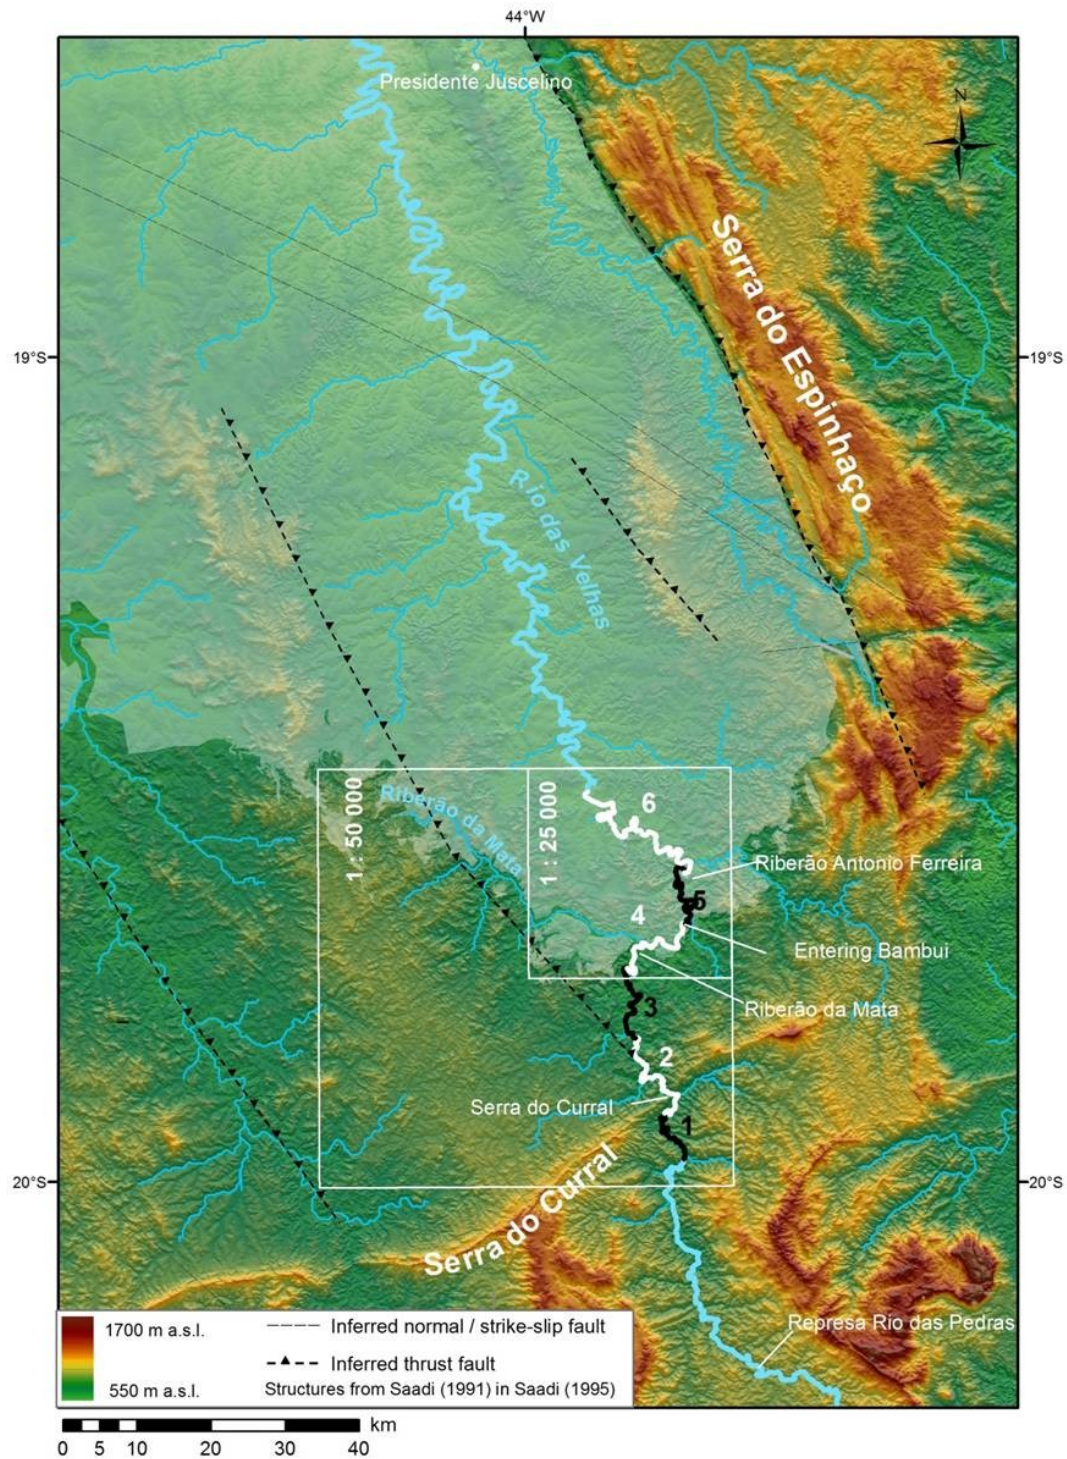 44°W
Presidente Juscelino
N
Serra do Espinhaço
19°S
19°S
Rio das Velhas
1 : 50 000
Riberão da Mata
1 : 25 000
6
Riberão Antonio Ferreira
5
4
Entering Bambui
Riberão da Mata
3
2
Serra do Curral
1
20°S
20°S
Serra do Curral
Represa Rio das Pedras
1700 m a.s.l.
550 m a.s.l.
Inferred normal / strike-slip fault
Inferred thrust fault
Structures from Saadi (1991) in Saadi (1995)
km
0 5 10 20 30 40